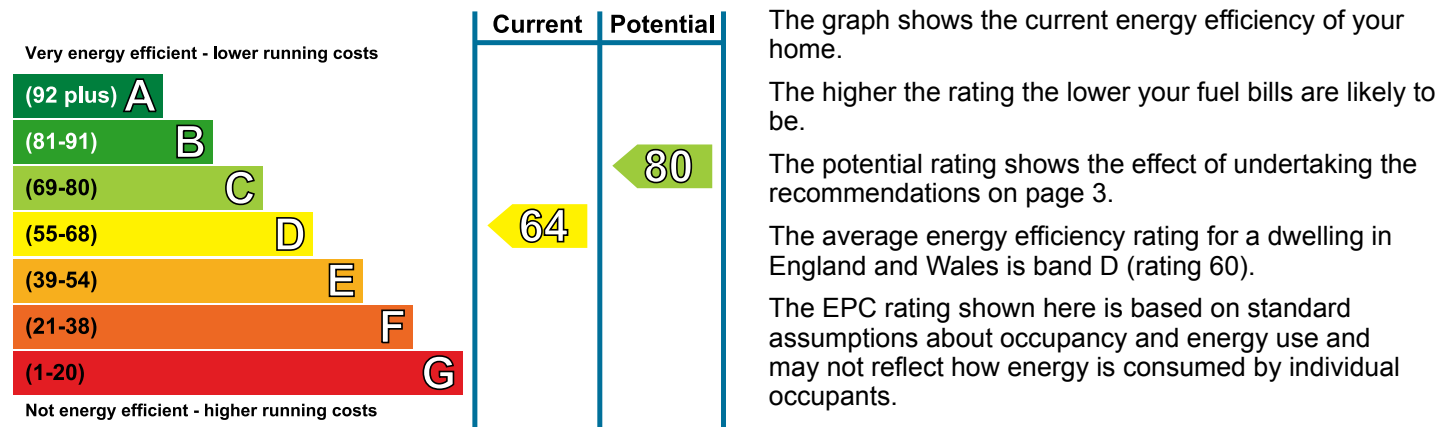 Current Potential
Very energy efficient - lower running costs
(92 plus) A
(81-91) B
80
(69-80) C
(55-68) D
64
(39-54) E
(21-38) F
(1-20) G
Not energy efficient - higher running costs
The graph shows the current energy efficiency of your
home.
The higher the rating the lower your fuel bills are likely to
be.
The potential rating shows the effect of undertaking the
recommendations on page 3.
The average energy efficiency rating for a dwelling in
England and Wales is band D (rating 60).
The EPC rating shown here is based on standard
assumptions about occupancy and energy use and
may not reflect how energy is consumed by individual
occupants.